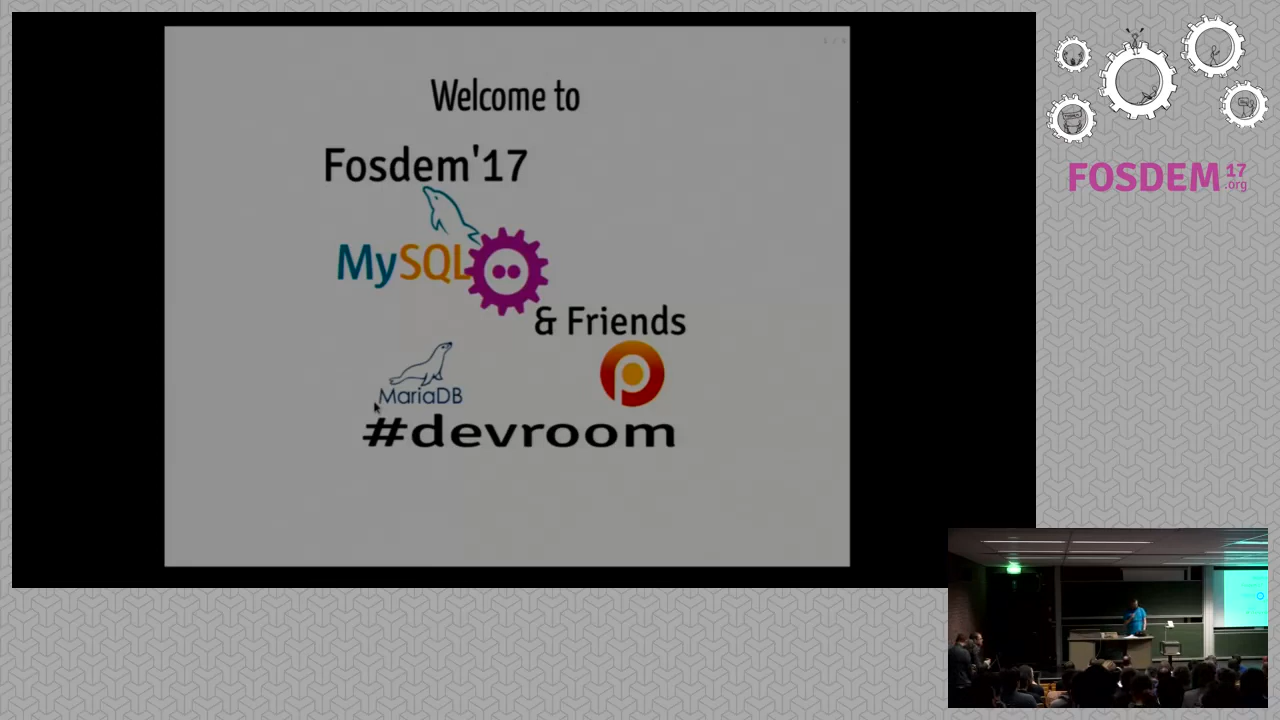 Welcome to
Fosdem'17
MySQL
& Friends
MariaDB
#devroom
FOSDEM 17
.org